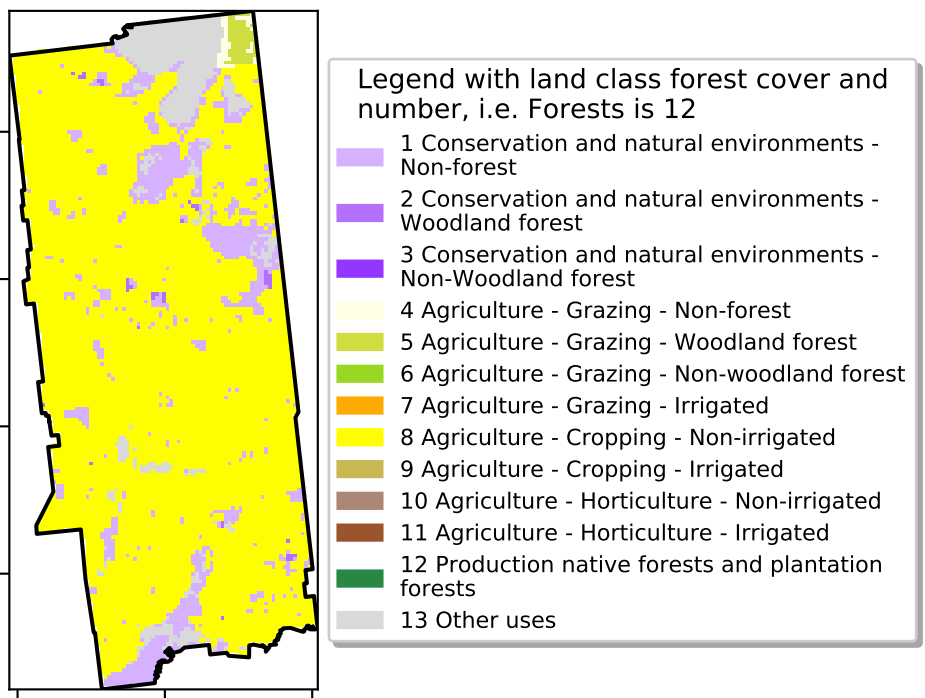 Legend with land class forest cover and
number, i.e. Forests is 12
1 Conservation and natural environments -
Non-forest
2 Conservation and natural environments -
Woodland forest
3 Conservation and natural environments -
Non-Woodland forest
4 Agriculture - Grazing - Non-forest
5 Agriculture - Grazing - Woodland forest
6 Agriculture - Grazing - Non-woodland forest
7 Agriculture - Grazing - Irrigated
8 Agriculture - Cropping - Non-irrigated
9 Agriculture - Cropping - Irrigated
10 Agriculture - Horticulture - Non-irrigated
11 Agriculture - Horticulture - Irrigated
12 Production native forests and plantation
forests
13 Other uses